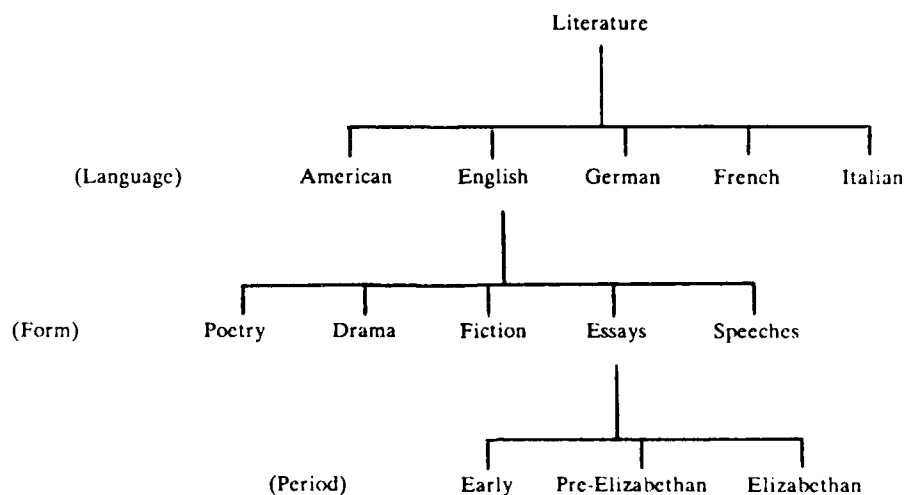 Literature
(Language) American English German French Italian
(Form) Poetry Drama Fiction Essays Speeches
(Period) Early Pre-Elizabethan Elizabethan